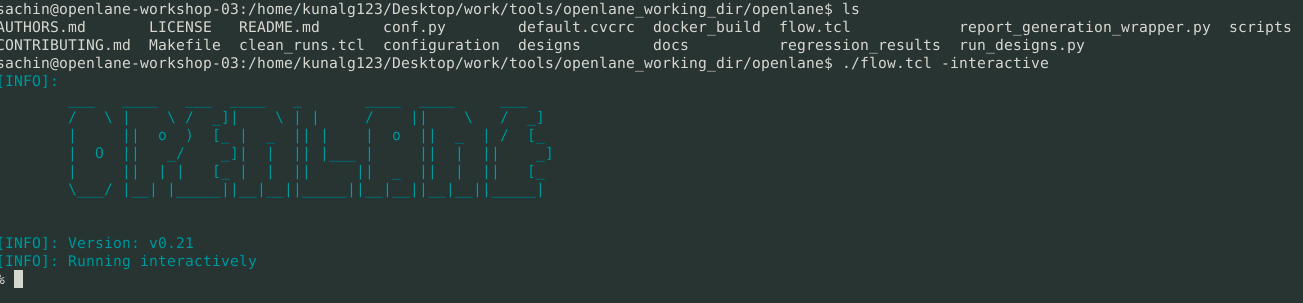 sachin@openlane-workshop-03:/home/kunalg123/Desktop/work/tools/openlane_working_dir/openlane$ ls
AUTHORS.md LICENSE README.md conf.py default.cvcrc docker_build flow.tcl report_generation_wrapper.py scripts
CONTRIBUTING.md Makefile clean_runs.tcl configuration designs docs regression_results run_designs.py
sachin@openlane-workshop-03:/home/kunalg123/Desktop/work/tools/openlane_working_dir/openlane$ ./flow.tcl -interactive
[INFO]:
OPENLANE
[INFO]: Version: v0.21
[INFO]: Running interactively
%